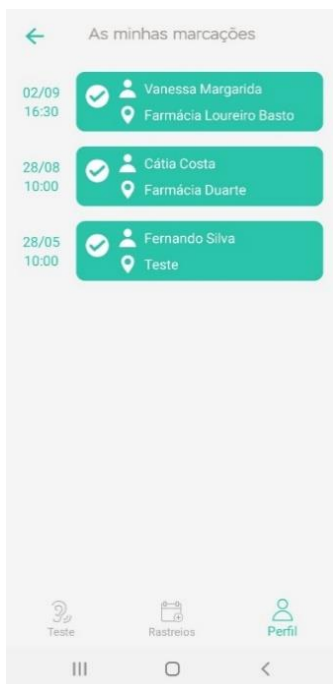 As minhas marcações
02/09
16:30
Vanessa Margarida
Farmácia Loureiro Basto
28/08
10:00
Cátia Costa
Farmácia Duarte
28/05
10:00
Fernando Silva
Teste
Teste
Rastreios
Perfil